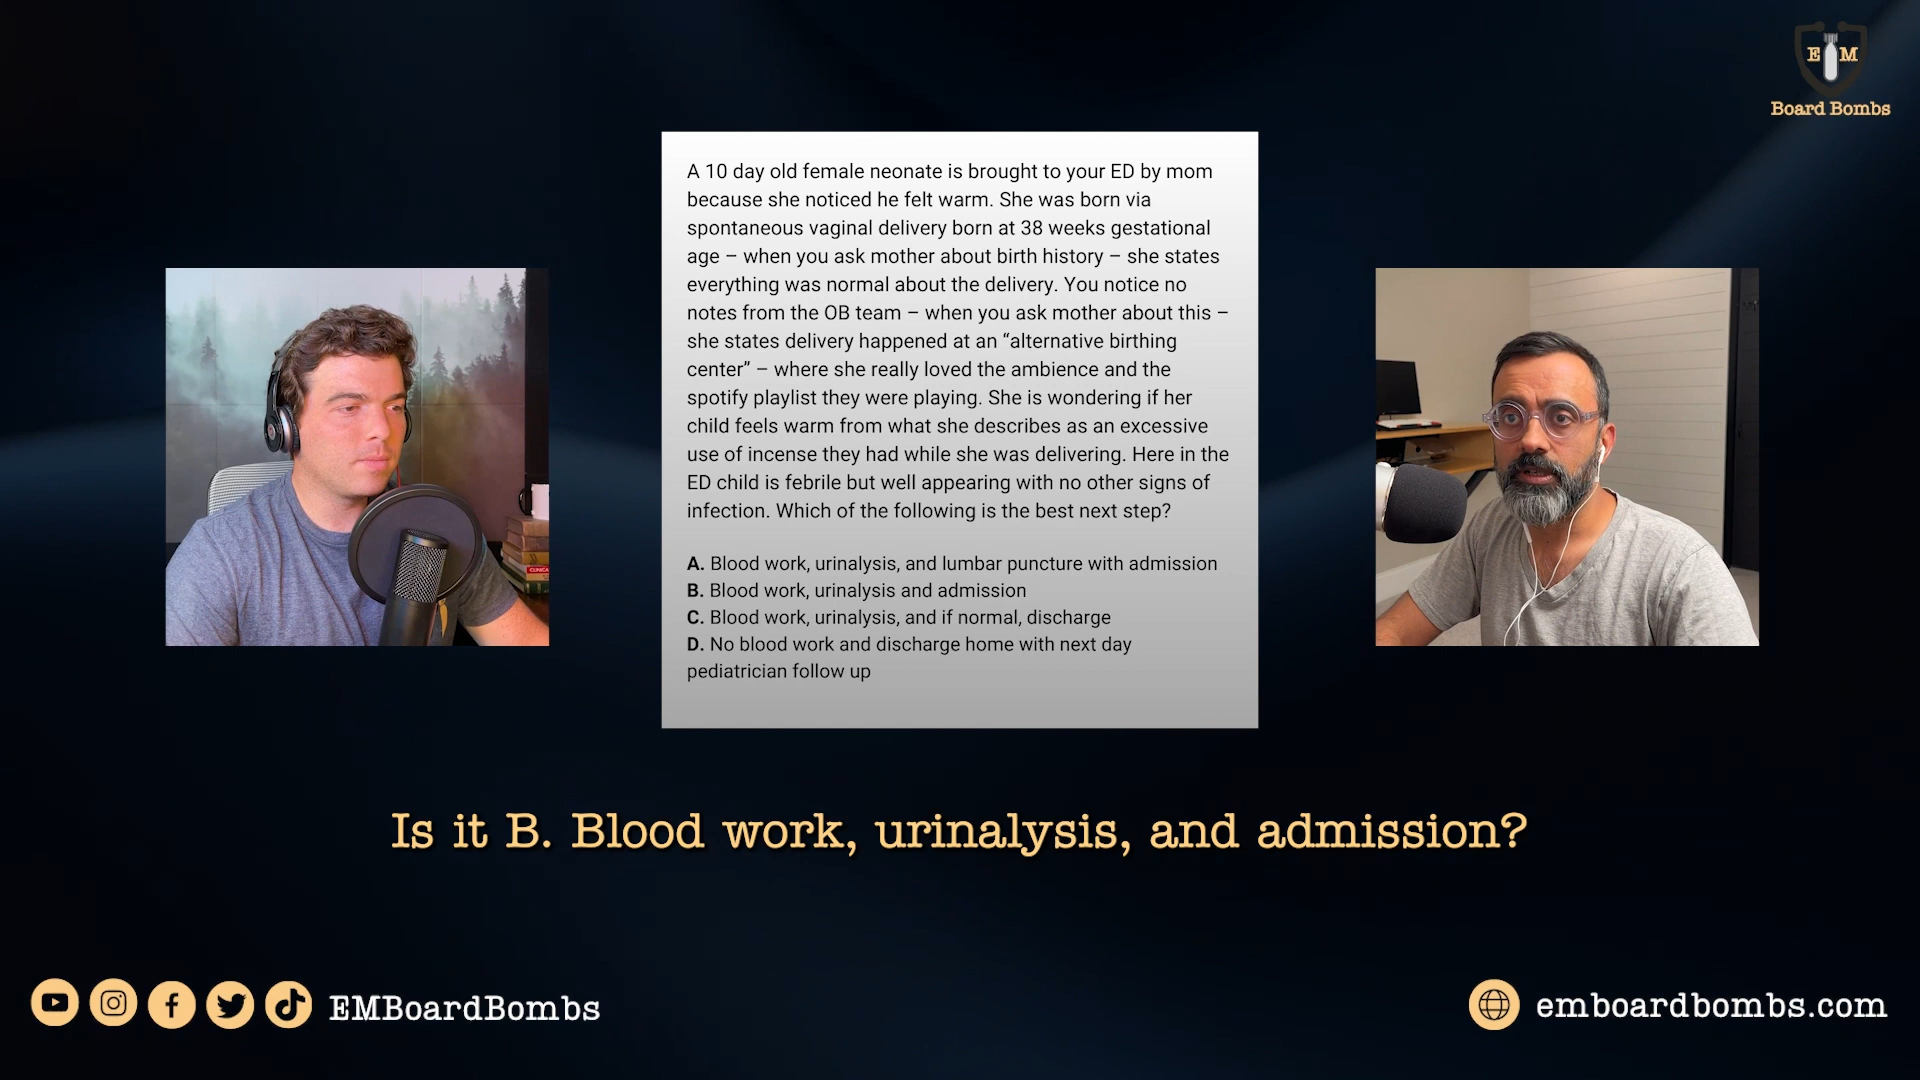 E M
Board Bombs
A 10 day old female neonate is brought to your ED by mom
because she noticed he felt warm. She was born via
spontaneous vaginal delivery born at 38 weeks gestational
age – when you ask mother about birth history – she states
everything was normal about the delivery. You notice no
notes from the OB team – when you ask mother about this –
she states delivery happened at an “alternative birthing
center” – where she really loved the ambience and the
spotify playlist they were playing. She is wondering if her
child feels warm from what she describes as an excessive
use of incense they had while she was delivering. Here in the
ED child is febrile but well appearing with no other signs of
infection. Which of the following is the best next step?
A. Blood work, urinalysis, and lumbar puncture with admission
B. Blood work, urinalysis and admission
C. Blood work, urinalysis, and if normal, discharge
D. No blood work and discharge home with next day
pediatrician follow up
Is it B. Blood work, urinalysis, and admission?
EMBoardBombs
emboardbombs.com